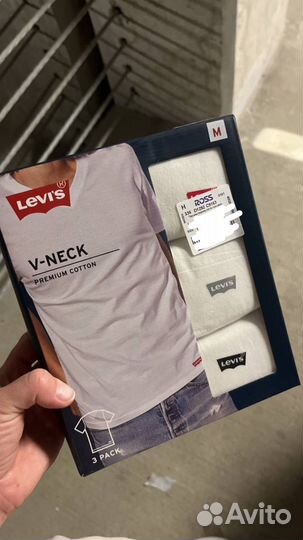 LEVI'S®
V-NECK
PREMIUM COTTON
3 PACK
M
ROSS
LEVI'S
LEVI'S
Avito